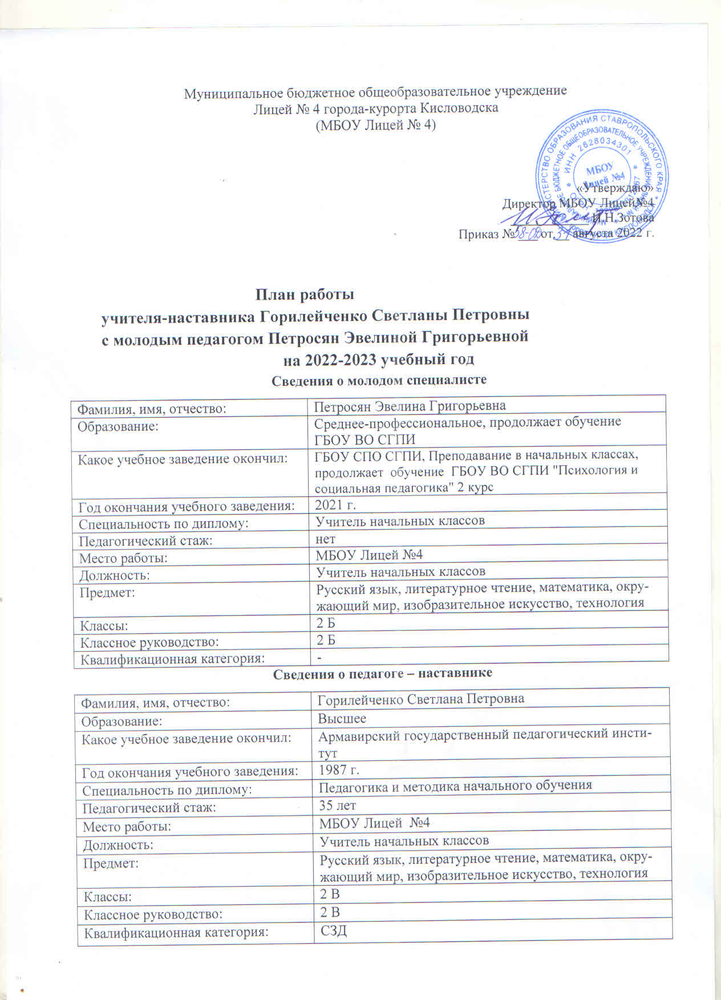 Муниципальное бюджетное общеобразовательное учреждение
Лицей № 4 города-курорта Кисловодска
(МБОУ Лицей № 4)
МИНИСТЕРСТВО ОБРАЗОВАНИЯ СТАВРОПОЛЬСКОГО КРАЯ *
БЮДЖЕТНОЕ ОБЩЕОБРАЗОВАТЕЛЬНОЕ УЧРЕЖДЕНИЕ
* ИНН 2628034301 *
МБОУ
Лицей №4
«Утверждаю»
Директор МБОУ Лицей№4
И.Н.Зотова
Приказ № 58-ОД от 31 августа 2022 г.
План работы
учителя-наставника Горилейченко Светланы Петровны
с молодым педагогом Петросян Эвелиной Григорьевной
на 2022-2023 учебный год
Сведения о молодом специалисте
Фамилия, имя, отчество: Петросян Эвелина Григорьевна
Образование: Среднее-профессиональное, продолжает обучение
ГБОУ ВО СГПИ
Какое учебное заведение окончил: ГБОУ СПО СГПИ, Преподавание в начальных классах,
продолжает обучение ГБОУ ВО СГПИ "Психология и
социальная педагогика" 2 курс
Год окончания учебного заведения: 2021 г.
Специальность по диплому: Учитель начальных классов
Педагогический стаж: нет
Место работы: МБОУ Лицей №4
Должность: Учитель начальных классов
Предмет: Русский язык, литературное чтение, математика, окру-
жающий мир, изобразительное искусство, технология
Классы: 2 Б
Классное руководство: 2 Б
Квалификационная категория: -
Сведения о педагоге – наставнике
Фамилия, имя, отчество: Горилейченко Светлана Петровна
Образование: Высшее
Какое учебное заведение окончил: Армавирский государственный педагогический инсти-
тут
Год окончания учебного заведения: 1987 г.
Специальность по диплому: Педагогика и методика начального обучения
Педагогический стаж: 35 лет
Место работы: МБОУ Лицей №4
Должность: Учитель начальных классов
Предмет: Русский язык, литературное чтение, математика, окру-
жающий мир, изобразительное искусство, технология
Классы: 2 В
Классное руководство: 2 В
Квалификационная категория: СЗД